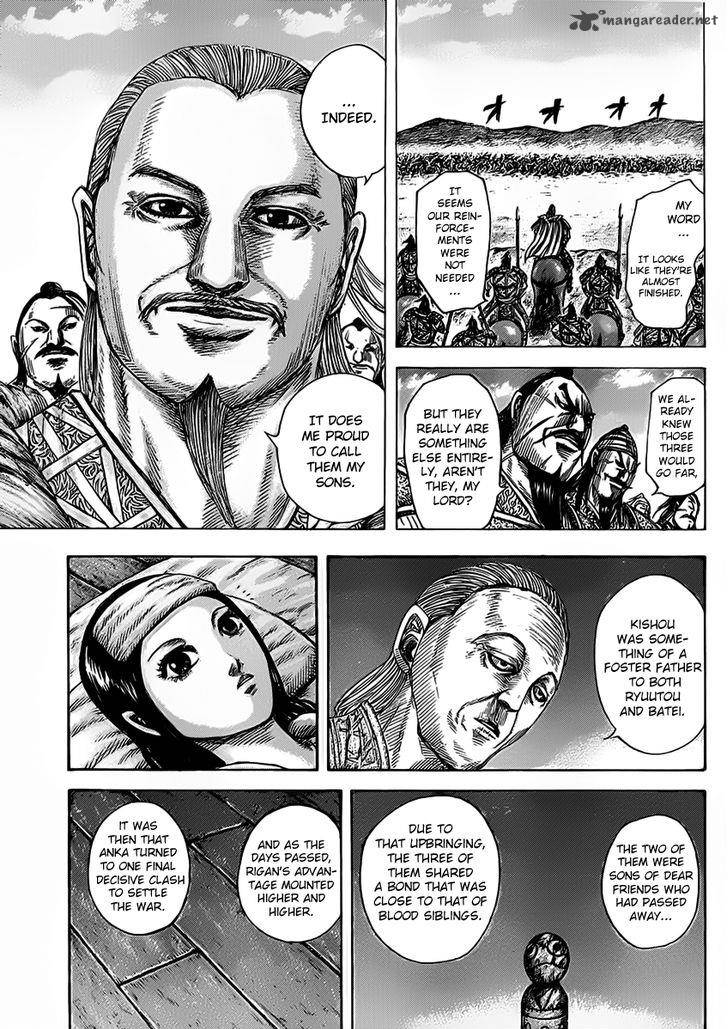 mangareader.net
MY
WORD
...
IT LOOKS
LIKE THEY'RE
ALMOST
FINISHED.
IT
SEEMS
OUR REIN-
FORCE-
MENTS
WERE
NOT
NEEDED
...
WE AL-
READY
KNEW
THOSE
THREE
WOULD
GO FAR,
BUT THEY
REALLY ARE
SOMETHING
ELSE ENTIRE-
LY, AREN'T
THEY, MY
LORD?
...
INDEED.
IT DOES
ME PROUD
TO CALL
THEM MY
SONS.
KISHOU
WAS SOME-
THING OF
A FOSTER
FATHER TO
BOTH
RYUUTOU
AND BATEI.
THE TWO OF
THEM WERE
SONS OF DEAR
FRIENDS WHO
HAD PASSED
AWAY...
DUE TO
THAT UPBRINGING,
THE THREE OF
THEM SHARED
A BOND THAT WAS
CLOSE TO THAT OF
BLOOD SIBLINGS.
AND AS THE
DAYS PASSED,
RIGAN'S ADVAN-
TAGE MOUNTED
HIGHER AND
HIGHER.
IT WAS
THEN THAT
ANKA TURNED
TO ONE FINAL
DECISIVE CLASH
TO SETTLE
THE WAR.